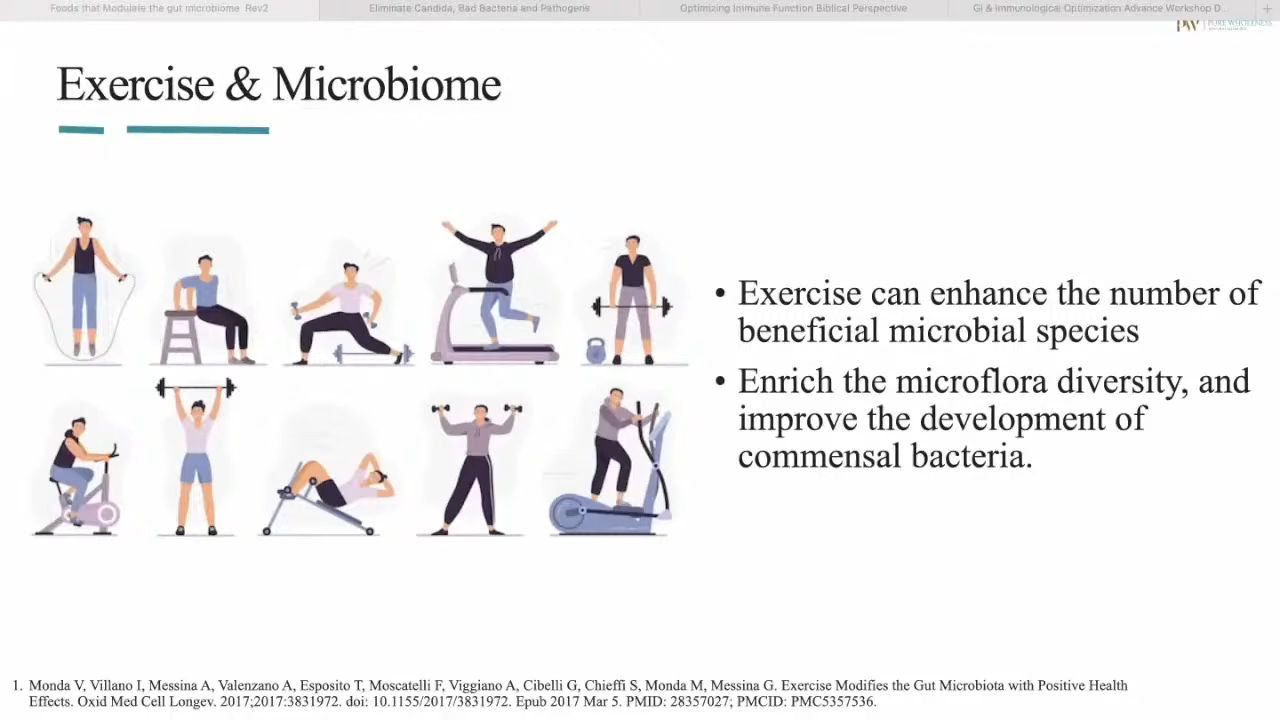 Foods that Modulate the gut microbiome Rev2
Eliminate Candida, Bad Bacteria and Pathogens
Optimizing Inimune Function Biblical Perspective
GI & Immunological Optimization Advance Workshop D...
PW PURE WHOLENESS
Exercise & Microbiome
• Exercise can enhance the number of
beneficial microbial species
• Enrich the microflora diversity, and
improve the development of
commensal bacteria.
1. Monda V, Villano I, Messina A, Valenzano A, Esposito T, Moscatelli F, Viggiano A, Cibelli G, Chieffi S, Monda M, Messina G. Exercise Modifies the Gut Microbiota with Positive Health
Effects. Oxid Med Cell Longev. 2017;2017:3831972. doi: 10.1155/2017/3831972. Epub 2017 Mar 5. PMID: 28357027; PMCID: PMC5357536.